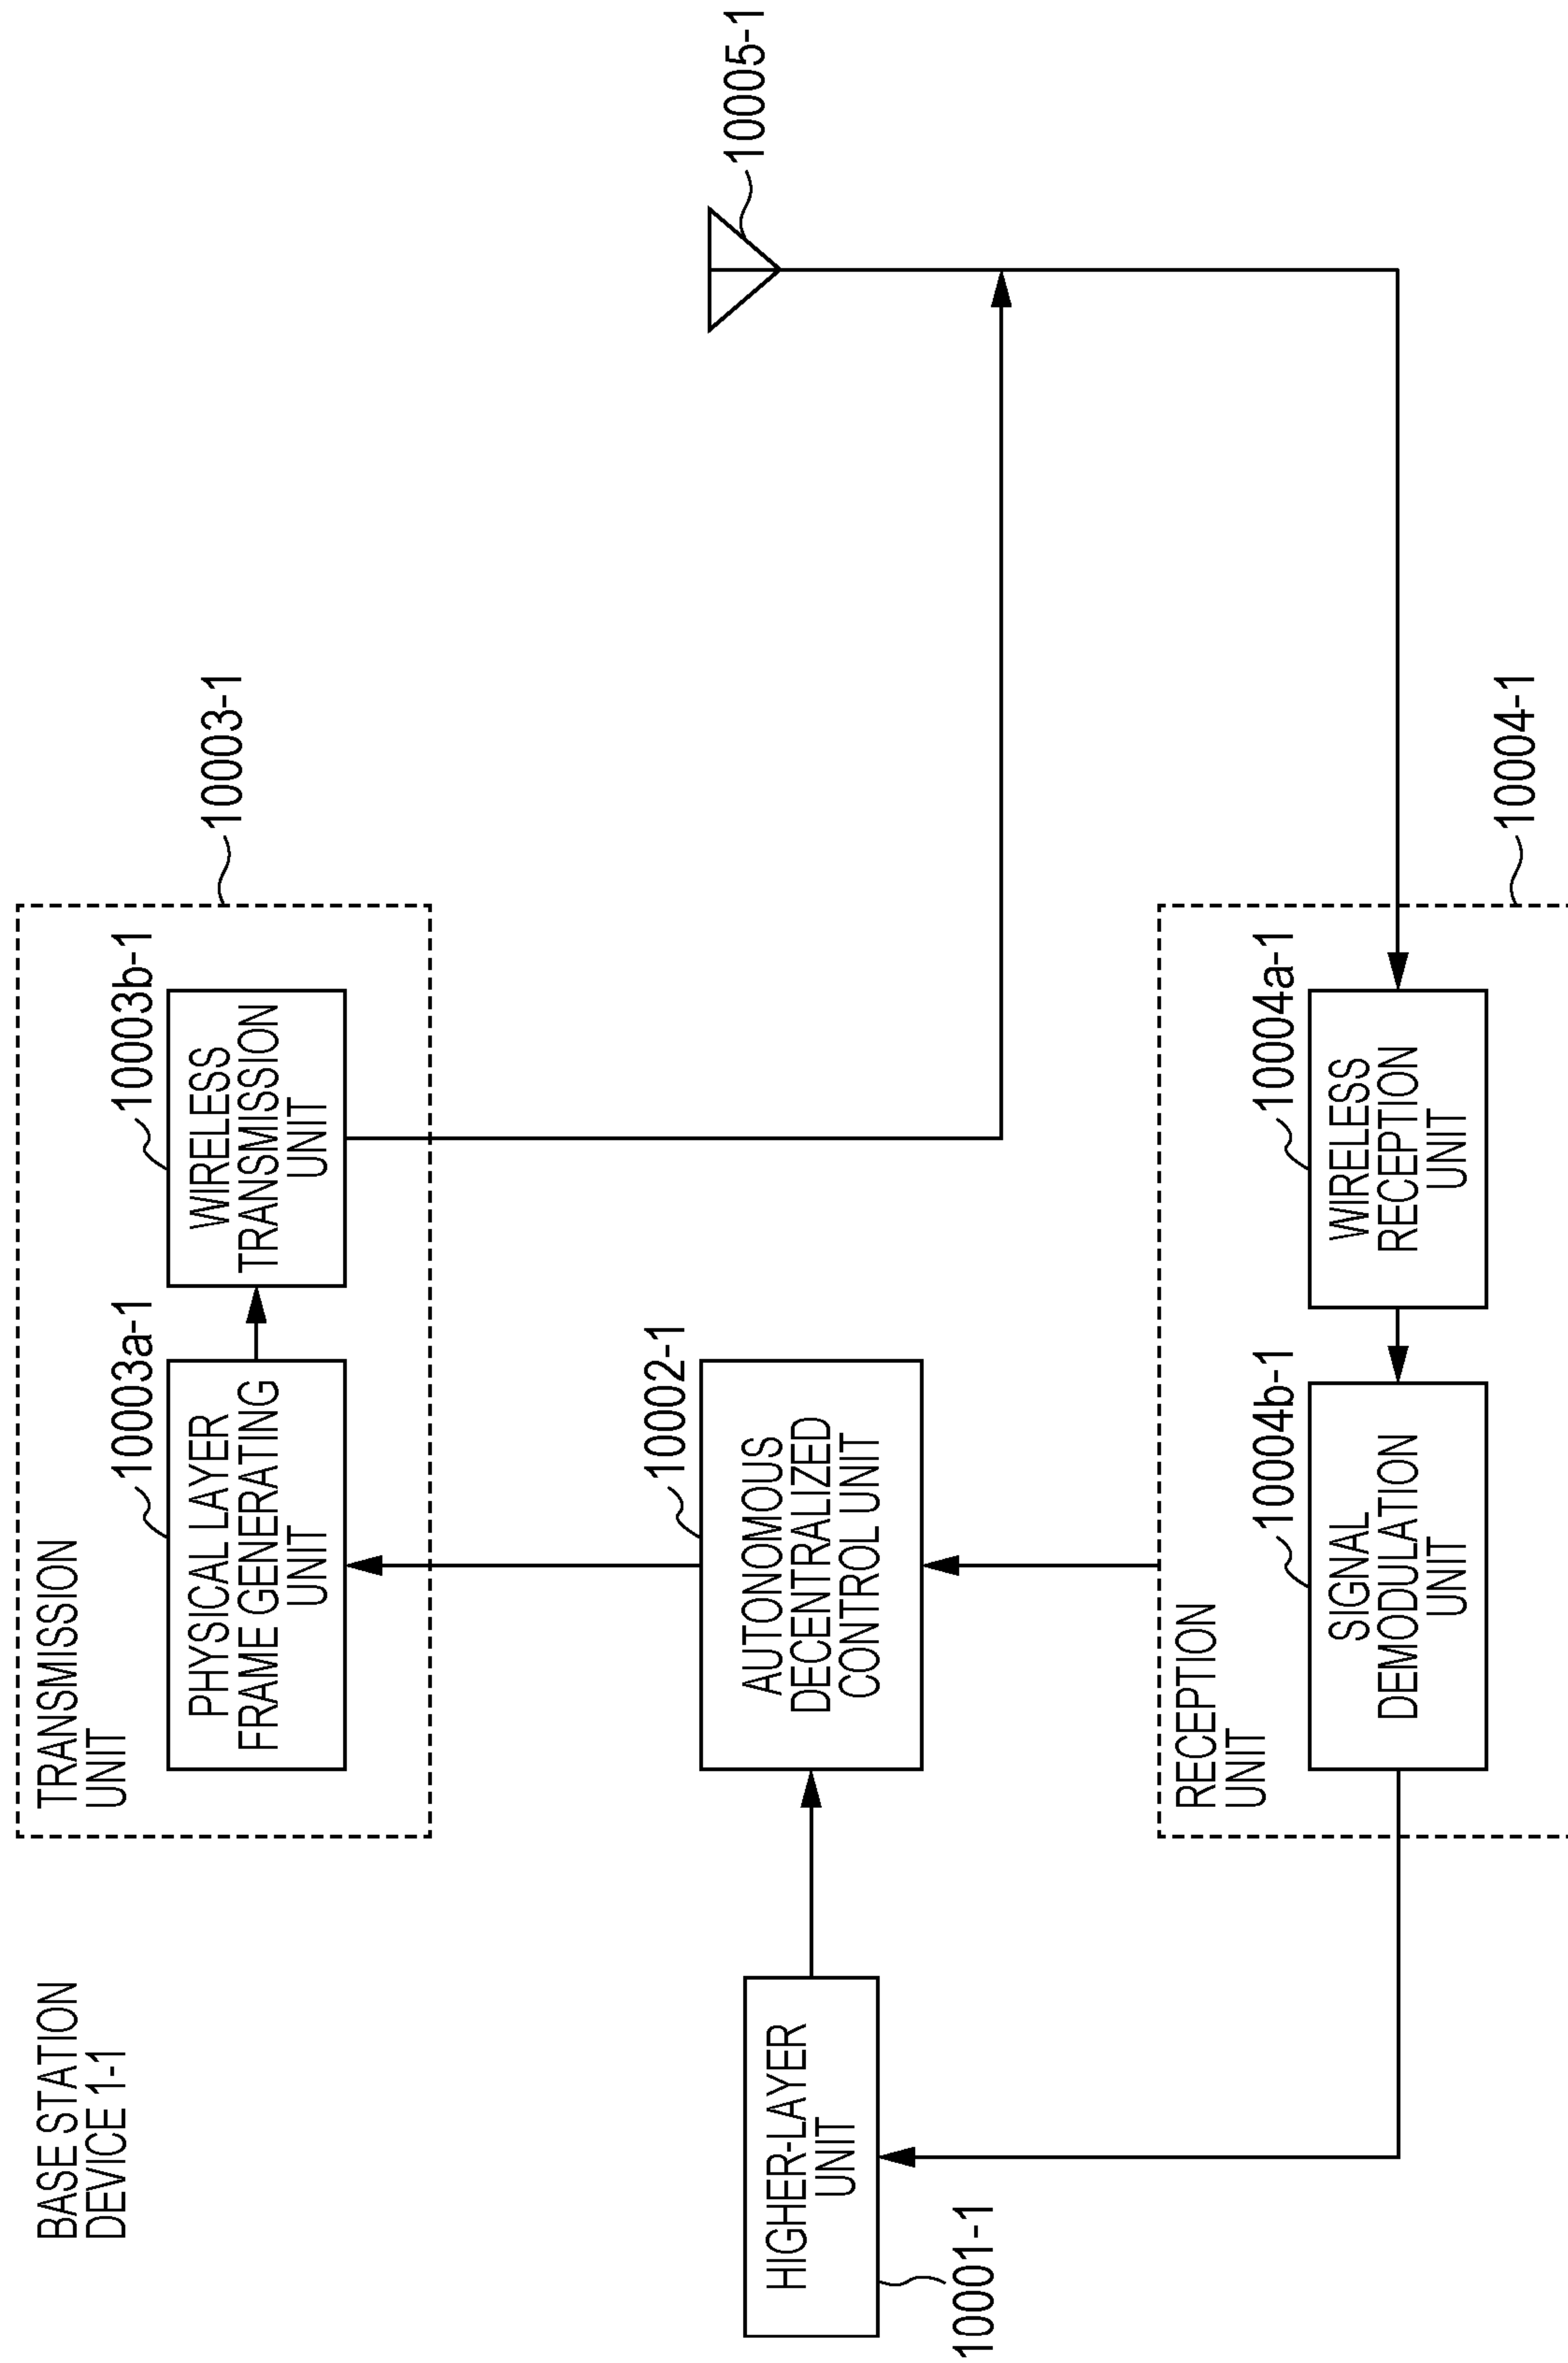 BASE STATION
DEVICE 1-1
TRANSMISSION
UNIT
10003-1
10003a-1
PHYSICAL LAYER
FRAME GENERATING
UNIT
10003b-1
WIRELESS
TRANSMISSION
UNIT
10005-1
10001-1
HIGHER-LAYER
UNIT
10002-1
AUTONOMOUS
DECENTRALIZED
CONTROL UNIT
RECEPTION
UNIT
10004-1
10004b-1
SIGNAL
DEMODULATION
UNIT
10004a-1
WIRELESS
RECEPTION
UNIT